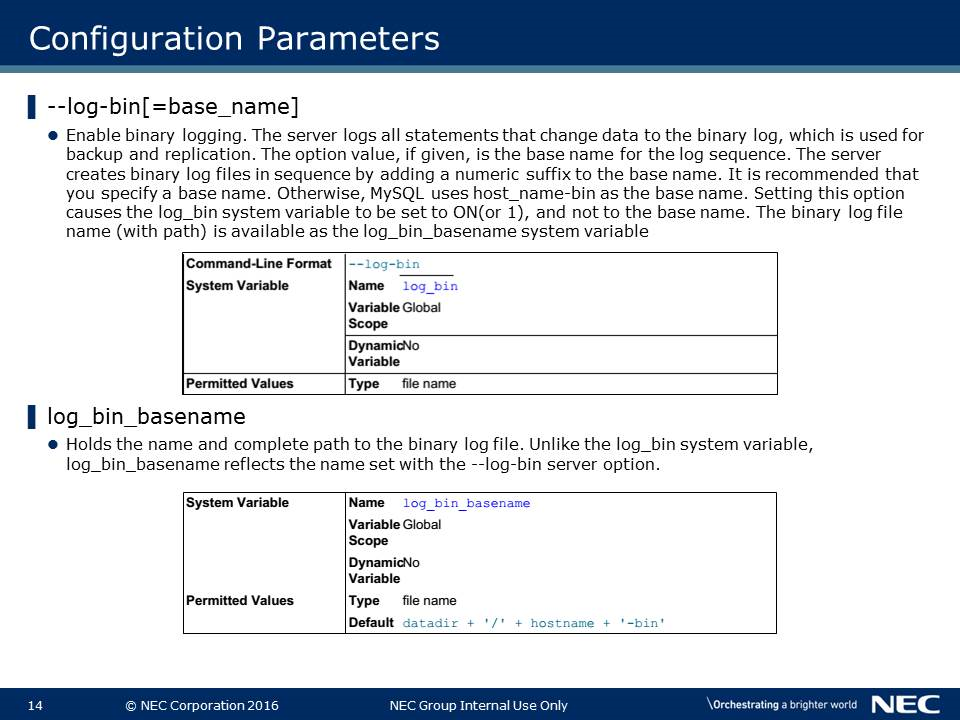 Configuration Parameters
--log-bin[=base_name]
Enable binary logging. The server logs all statements that change data to the binary log, which is used for
backup and replication. The option value, if given, is the base name for the log sequence. The server
creates binary log files in sequence by adding a numeric suffix to the base name. It is recommended that
you specify a base name. Otherwise, MySQL uses host_name-bin as the base name. Setting this option
causes the log_bin system variable to be set to ON(or 1), and not to the base name. The binary log file
name (with path) is available as the log_bin_basename system variable
Command-Line Format --log-bin
System Variable Name log_bin
Variable Global
Scope
DynamicNo
Variable
Permitted Values Type file name
log_bin_basename
Holds the name and complete path to the binary log file. Unlike the log_bin system variable,
log_bin_basename reflects the name set with the --log-bin server option.
System Variable Name log_bin_basename
Variable Global
Scope
DynamicNo
Variable
Permitted Values Type file name
Default datadir + '/' + hostname + '-bin'
14 © NEC Corporation 2016 NEC Group Internal Use Only \Orchestrating a brighter world NEC